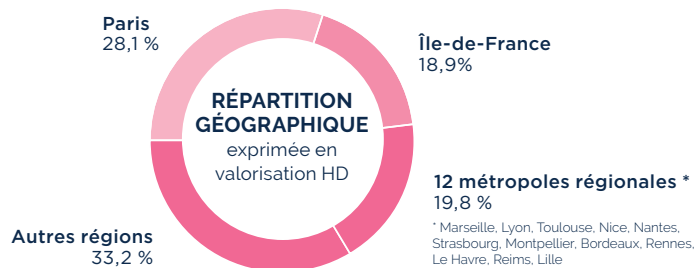 Paris
28,1 %
Île-de-France
18,9%
RÉPARTITION
GÉOGRAPHIQUE
exprimée en
valorisation HD
12 métropoles régionales *
19,8 %
* Marseille, Lyon, Toulouse, Nice, Nantes,
Strasbourg, Montpellier, Bordeaux, Rennes,
Le Havre, Reims, Lille
Autres régions
33,2 %